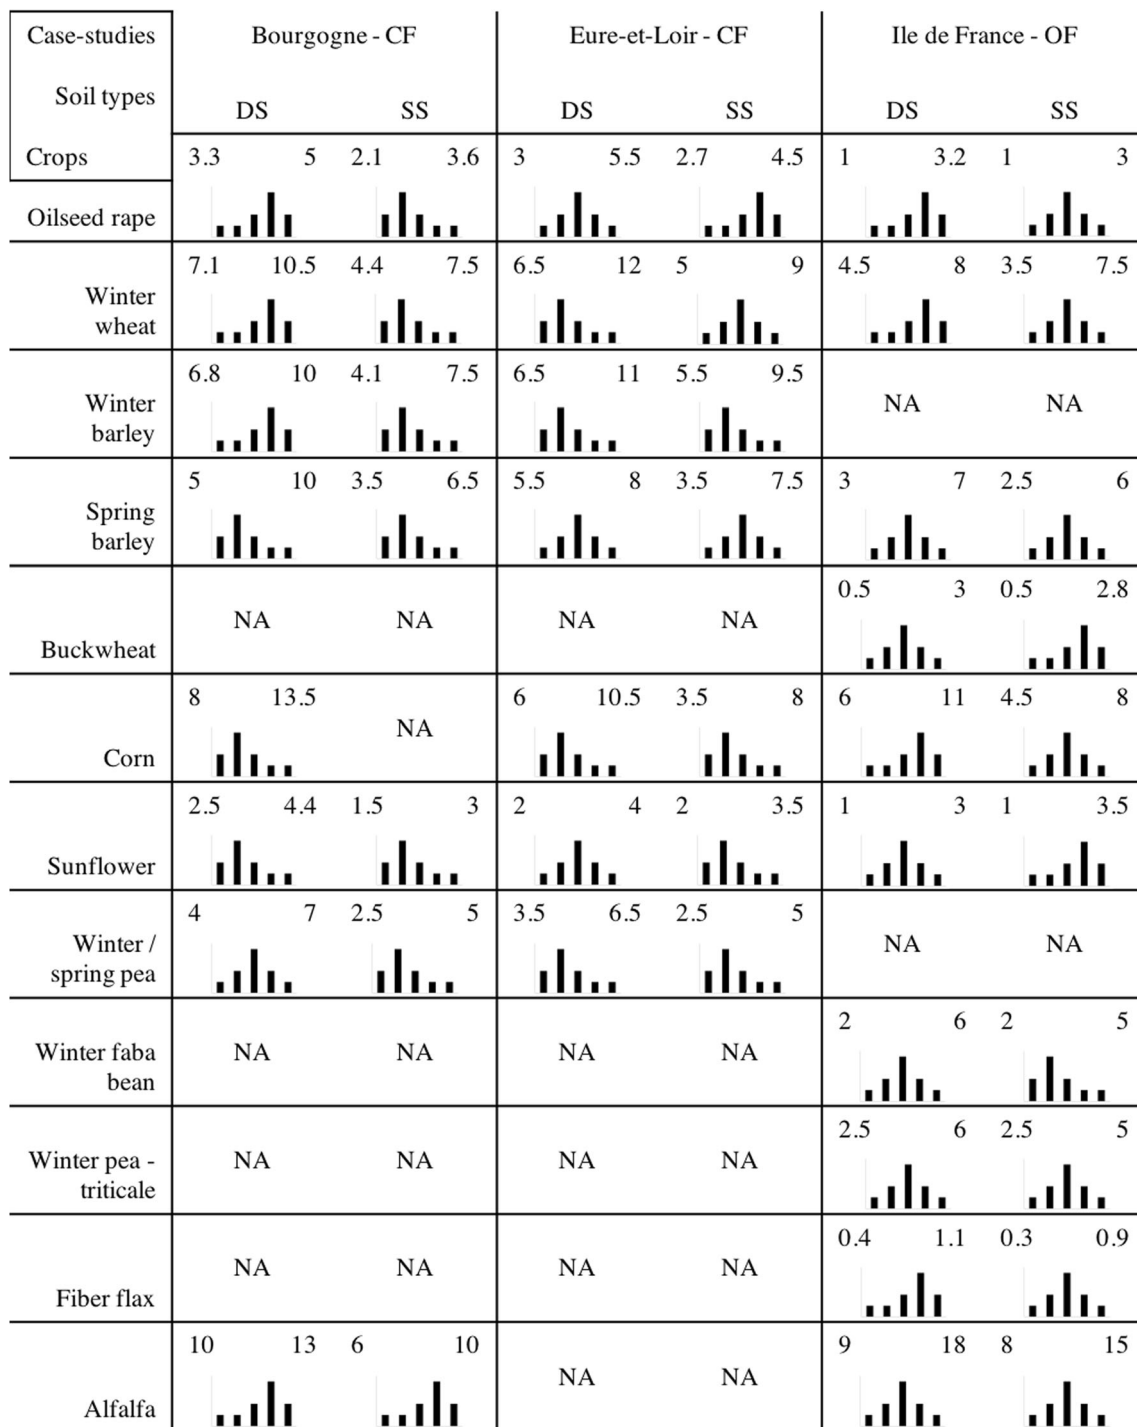 Case-studies Bourgogne - CF Eure-et-Loir - CF Ile de France - OF
Soil types DS SS DS SS DS SS
Crops 3.3 5 2.1 3.6 3 5.5 2.7 4.5 1 3.2 1 3
Oilseed rape
7.1 10.5 4.4 7.5 6.5 12 5 9 4.5 8 3.5 7.5
Winter
wheat
6.8 10 4.1 7.5 6.5 11 5.5 9.5
Winter NA NA
barley
5 10 3.5 6.5 5.5 8 3.5 7.5 3 7 2.5 6
Spring
barley
0.5 3 0.5 2.8
NA NA NA NA
Buckwheat
8 13.5 6 10.5 3.5 8 6 11 4.5 8
NA
Corn
2.5 4.4 1.5 3 2 4 2 3.5 1 3 1 3.5
Sunflower
4 7 2.5 5 3.5 6.5 2.5 5
Winter / NA NA
spring pea
2 6 2 5
Winter faba NA NA NA NA
bean
2.5 6 2.5 5
Winter pea - NA NA NA NA
triticale
0.4 1.1 0.3 0.9
NA NA NA NA
Fiber flax
10 13 6 10 9 18 8 15
NA NA
Alfalfa